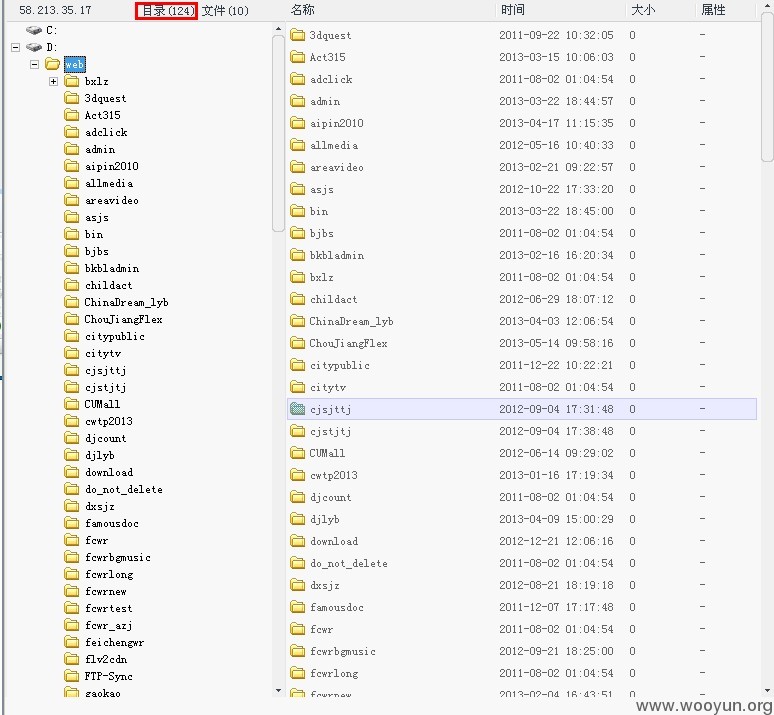 58.213.35.17 目录(124) 文件(10) 名称 时间 大小 属性
C:
D:
web
bxlz
3dquest
Act315
adclick
admin
aipin2010
allmedia
areavideo
asjs
bin
bjbs
bkbladmin
childact
ChinaDream_lyb
ChouJiangFlex
citypublic
citytv
cjsjttj
cjstjtj
CUMall
cwtp2013
djcount
djlyb
download
do_not_delete
dxsjz
famousdoc
fcwr
fcwrbgmusic
fcwrlong
fcwrnew
fcwrtest
fcwr_azj
feichengwr
flv2cdn
FTP-Sync
gaokao
3dquest 2011-09-22 10:32:05 0 -
Act315 2013-03-15 10:06:03 0 -
adclick 2011-08-02 01:04:54 0 -
admin 2013-03-22 18:44:57 0 -
aipin2010 2013-04-17 11:15:35 0 -
allmedia 2012-05-16 10:40:33 0 -
areavideo 2013-02-21 09:22:57 0 -
asjs 2012-10-22 17:33:20 0 -
bin 2013-03-22 18:45:00 0 -
bjbs 2011-08-02 01:04:54 0 -
bkbladmin 2013-02-16 16:20:34 0 -
bxlz 2011-08-02 01:04:54 0 -
childact 2012-06-29 18:07:12 0 -
ChinaDream_lyb 2013-04-03 12:06:54 0 -
ChouJiangFlex 2013-05-14 09:58:16 0 -
citypublic 2011-12-22 10:22:21 0 -
citytv 2011-08-02 01:04:54 0 -
cjsjttj 2012-09-04 17:31:48 0 -
cjstjtj 2012-09-04 17:38:48 0 -
CUMall 2012-06-14 09:29:02 0 -
cwtp2013 2013-01-16 17:19:34 0 -
djcount 2011-08-02 01:04:54 0 -
djlyb 2013-04-09 15:00:29 0 -
download 2012-12-21 12:06:16 0 -
do_not_delete 2011-08-02 01:04:54 0 -
dxsjz 2012-08-21 18:19:18 0 -
famousdoc 2011-12-07 17:17:48 0 -
fcwr 2011-08-02 01:04:54 0 -
fcwrbgmusic 2012-09-21 18:25:00 0 -
fcwrlong 2011-08-02 01:04:54 0 -
fcwrnew 2013-02-04 16:43:51 0 -
www.wooyun.org